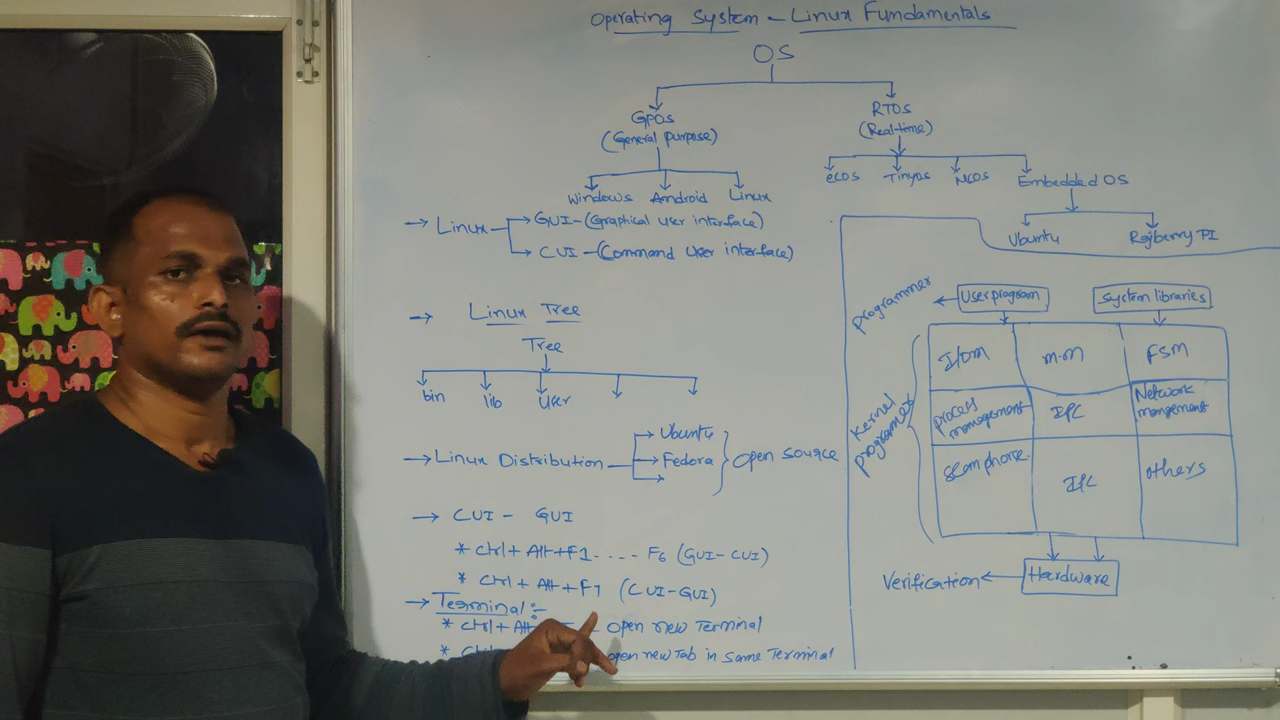 Operating System - Linux Fundamentals
OS
GPOS
(General purpose)
Windows Android Linux
RTOS
(Real-time)
eCOS TinyOS MCOS Embedded OS
Ubuntu
→ Linux → GUI - (Graphical user interface)
→ CUI - (Command user interface)
→ Linux Tree
Tree
bin lib User
→ Linux Distribution → Ubuntu
→ Fedora
Open source
→ CUI - GUI
* Ctrl + Alt + F1 .... F6 (GUI - CUI)
* Ctrl + Alt + F7 (CUI - GUI)
→ Terminal :-
* Ctrl + Alt - open new Terminal
* open new Tab in Same Terminal
programmer ← User program
System libraries
Kernel programmer
I/OM M.M FSM
process management IPC Network mangement
IPC others
Verification ← Hardware